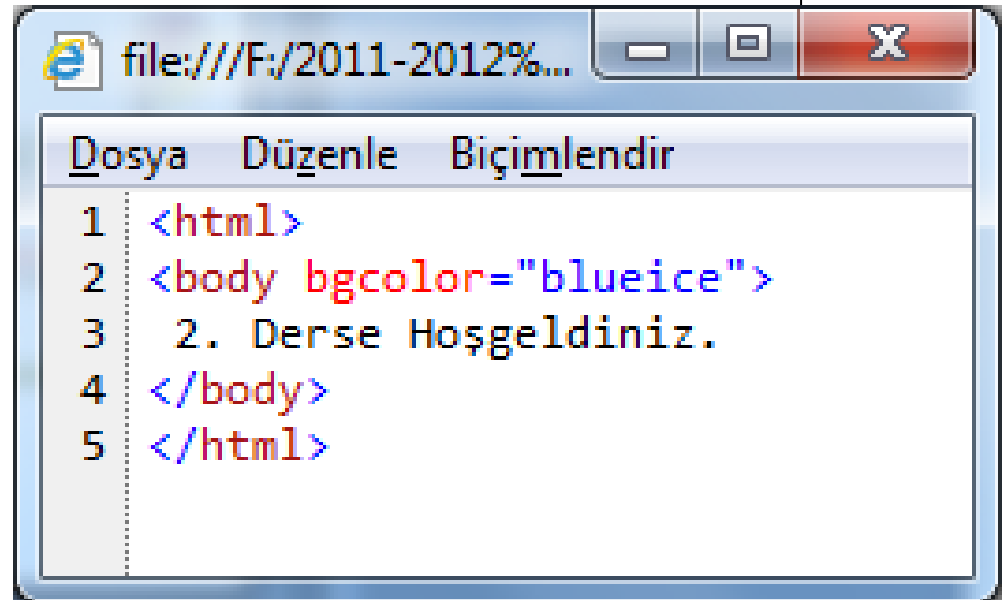 file:///F:/2011-2012%...
Dosya Düzenle Biçimlendir
1 <html>
2 <body bgcolor="blueice">
3 2. Derse Hoşgeldiniz.
4 </body>
5 </html>